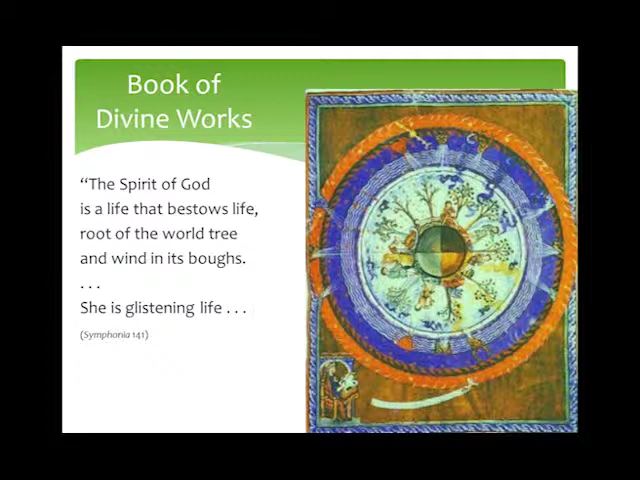 Book of
Divine Works
“The Spirit of God
is a life that bestows life,
root of the world tree
and wind in its boughs.
. . .
She is glistening life . . .
(Symphonia 141)